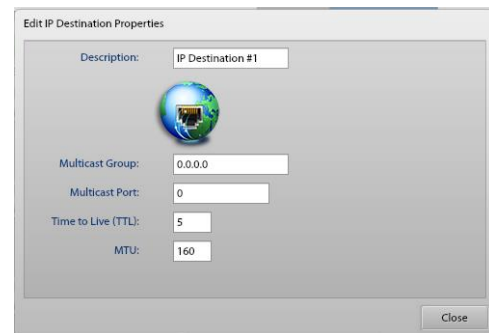 Edit IP Destination Properties
Description: IP Destination #1
Multicast Group: 0.0.0.0
Multicast Port: 0
Time to Live (TTL): 5
MTU: 160
Close